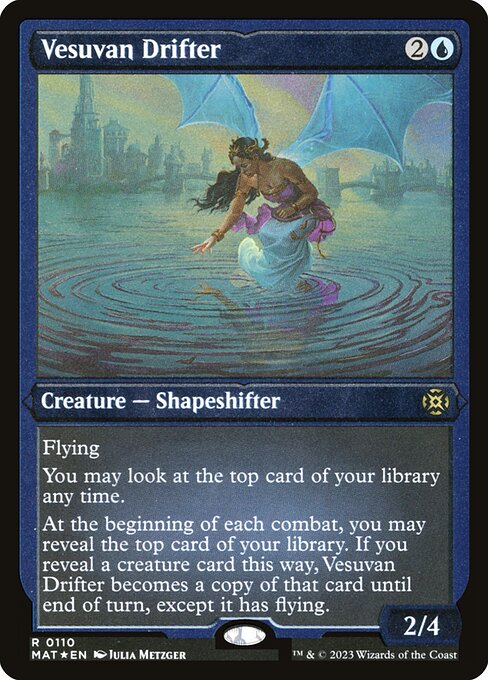 Vesuvan Drifter 2
Creature — Shapeshifter
Flying
You may look at the top card of your library
any time.
At the beginning of each combat, you may
reveal the top card of your library. If you
reveal a creature card this way, Vesuvan
Drifter becomes a copy of that card until
end of turn, except it has flying.
2/4
R 0110
MAT★EN Julia Metzger
™ & © 2023 Wizards of the Coast